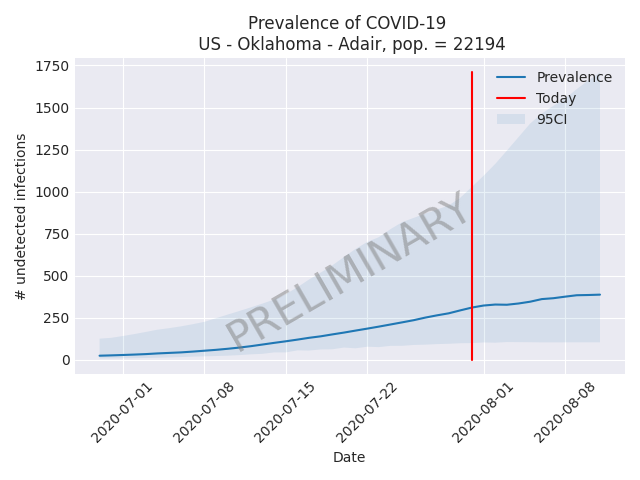 Prevalence of COVID-19
US - Oklahoma - Adair, pop. = 22194
1750
1500
1250
1000
750
500
250
0
# undetected infections
Prevalence
Today
95CI
PRELIMINARY
2020-07-01
2020-07-08
2020-07-15
2020-07-22
2020-08-01
2020-08-08
Date